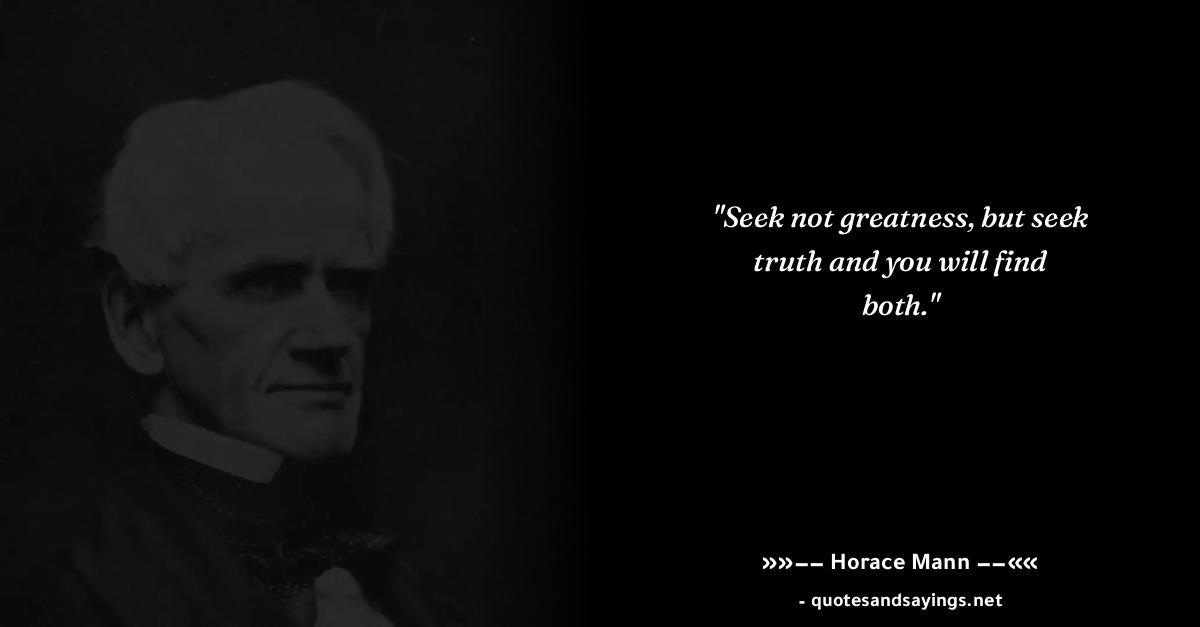 "Seek not greatness, but seek
truth and you will find
both."
»»—— Horace Mann ——««
- quotesandsayings.net